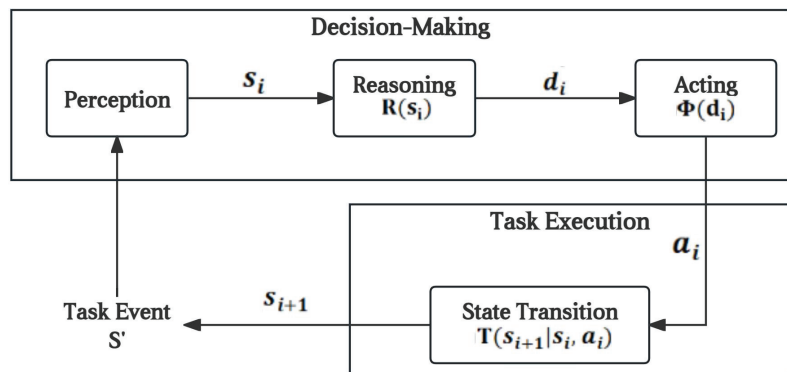 Decision-Making
Perception
s_i
Reasoning
R(s_i)
d_i
Acting
Φ(d_i)
Task Execution
a_i
Task Event
S'
s_{i+1}
State Transition
T(s_{i+1}|s_i, a_i)